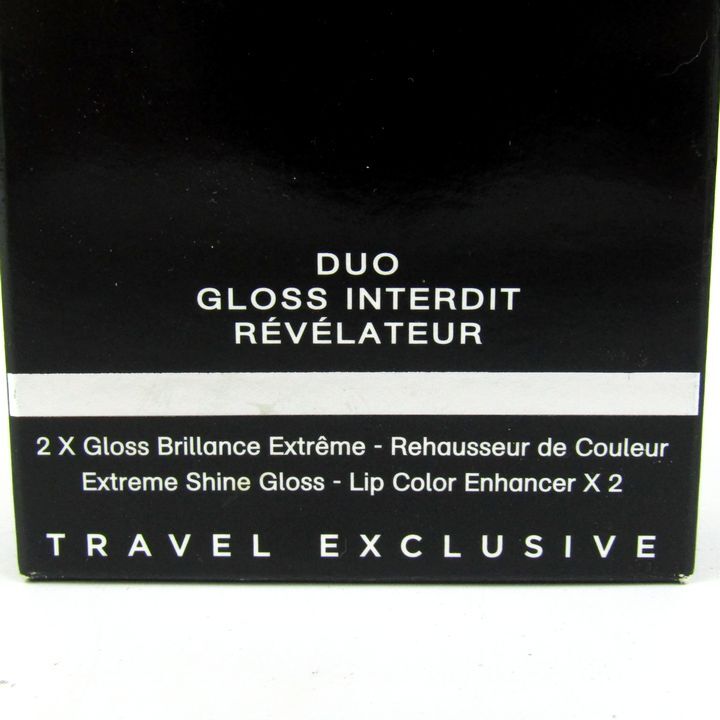 DUO
GLOSS INTERDIT
RÉVÉLATEUR
2 X Gloss Brillance Extrême - Rehausseur de Couleur
Extreme Shine Gloss - Lip Color Enhancer X 2
TRAVEL EXCLUSIVE